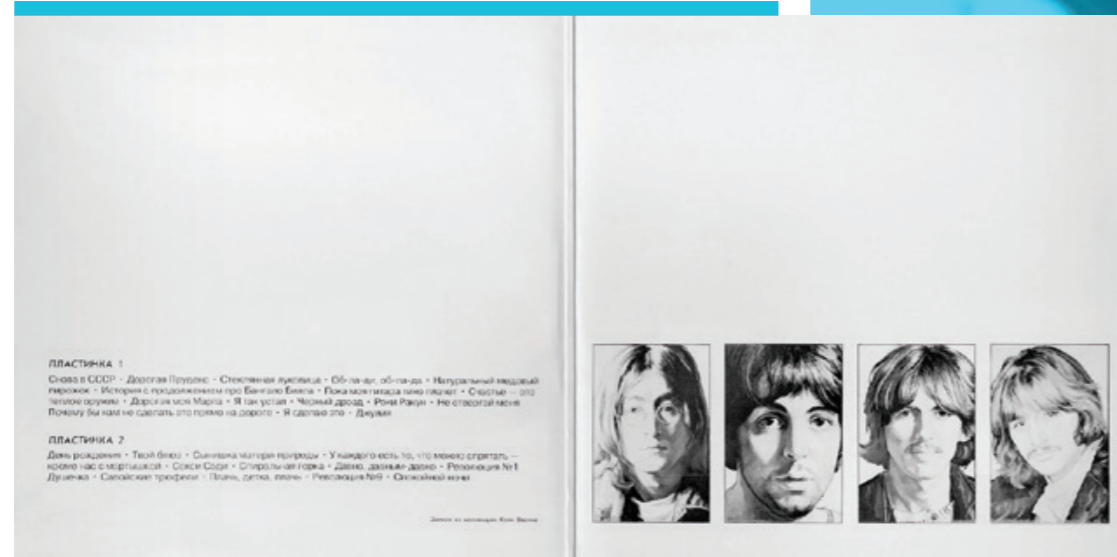 ПЛАСТИНКА 1
Снова в СССР • Дорогая Пруденс • Стеклянная луковица • Об-ла-ди, об-ла-да • Натуральный медовый
пирожок • История с продолжением про Бангало Билла • Пока моя гитара тихо плачет • Счастье — это
теплое оружие • Дорогая моя Марта • Я так устал • Черный дрозд • Рокки Ракун • Не отвергай меня
Почему бы нам не сделать это прямо на дороге • Я сделаю это • Джулия
ПЛАСТИНКА 2
День рождения • Твой блюз • Сынишка матери-природы • У каждого есть то, что можно спрятать —
кроме нас с мартышкой • Секси Сэди • Спиральная горка • Давно, давным-давно • Революция №1
Душечка • Савойские трюфели • Плачь, детка, плачь • Революция №9 • Спокойной ночи